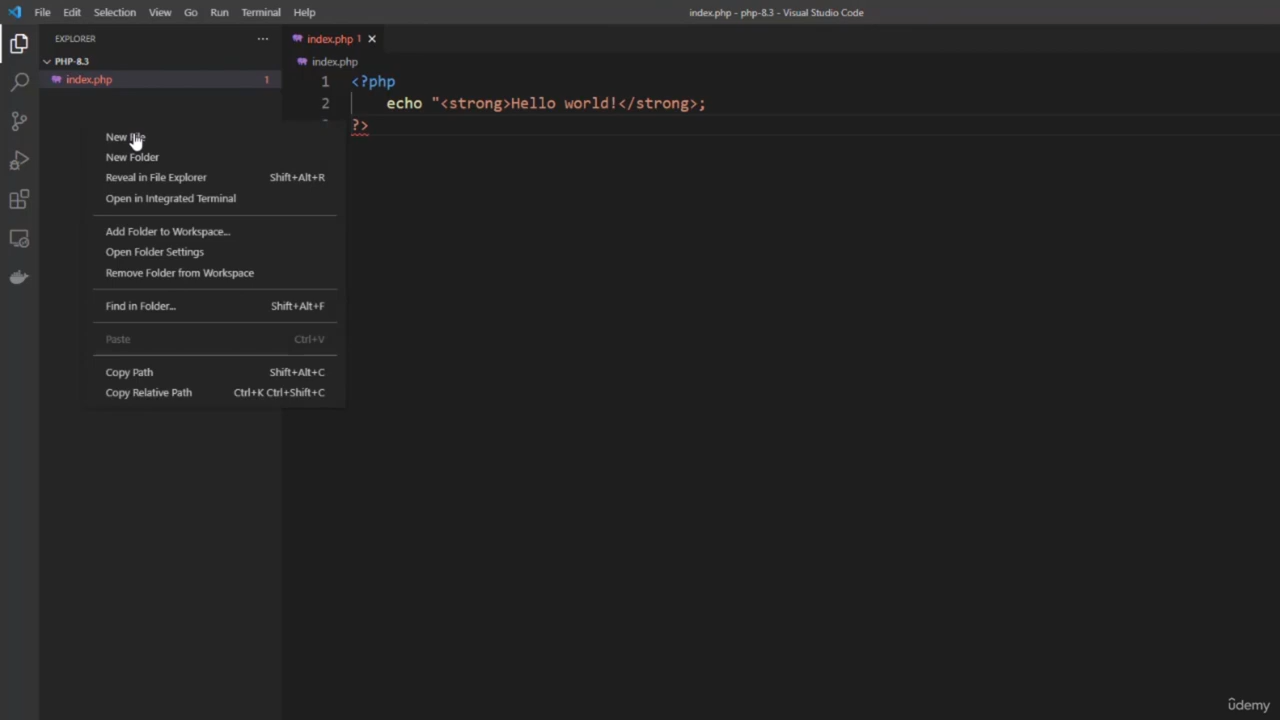 File Edit Selection View Go Run Terminal Help
index.php - php-8.3 - Visual Studio Code
EXPLORER ···
PHP-8.3
index.php 1
index.php 1
index.php
1 <?php
2 echo "<strong>Hello world!</strong>;
?>
New File
New Folder
Reveal in File Explorer Shift+Alt+R
Open in Integrated Terminal
Add Folder to Workspace...
Open Folder Settings
Remove Folder from Workspace
Find in Folder... Shift+Alt+F
Paste Ctrl+V
Copy Path Shift+Alt+C
Copy Relative Path Ctrl+K Ctrl+Shift+C
ûdemy